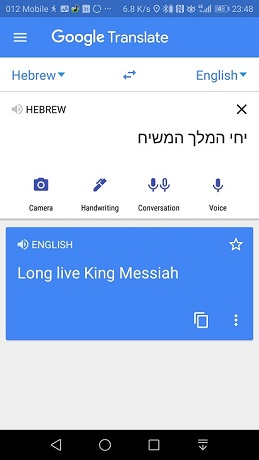 012 Mobile 6.8 K/s 23:48
Google Translate
Hebrew English
HEBREW
יחי המלך המשיח
Camera Handwriting Conversation Voice
ENGLISH
Long live King Messiah